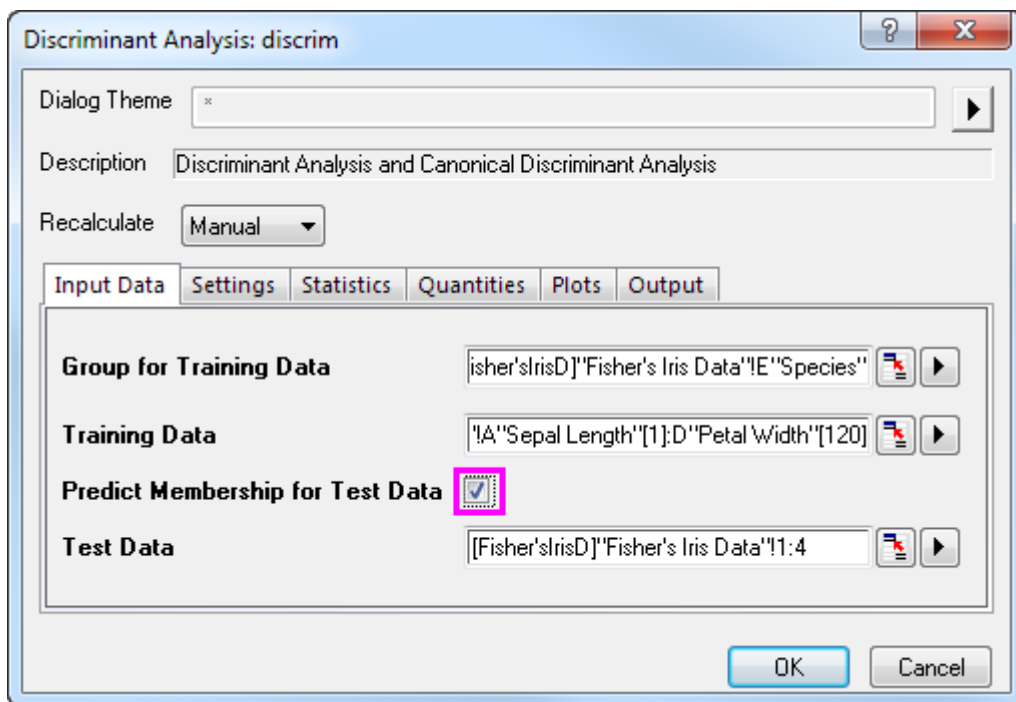 Discriminant Analysis: discrim
Dialog Theme *
Description Discriminant Analysis and Canonical Discriminant Analysis
Recalculate Manual
Input Data Settings Statistics Quantities Plots Output
Group for Training Data isher'sIrisD]"Fisher's Iris Data"!E"Species"
Training Data "!A"Sepal Length"[1]:D"Petal Width"[120]
Predict Membership for Test Data
Test Data [Fisher'sIrisD]"Fisher's Iris Data"!1:4
OK Cancel